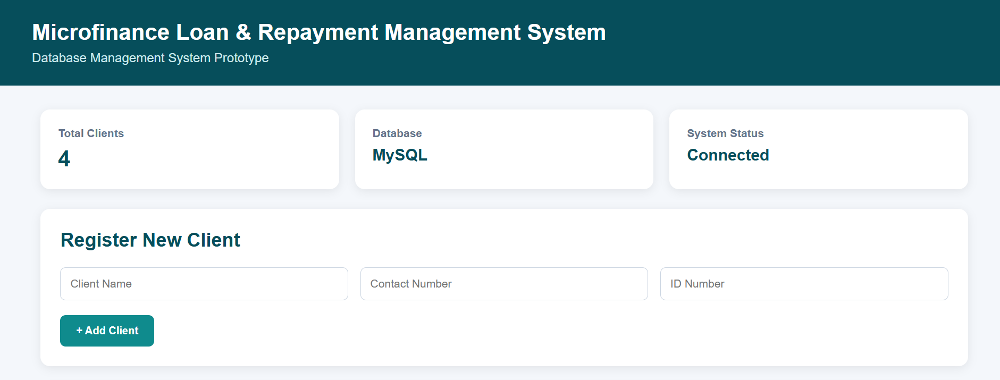 Microfinance Loan & Repayment Management System
Database Management System Prototype
Total Clients
4
Database
MySQL
System Status
Connected
Register New Client
Client Name
Contact Number
ID Number
+ Add Client